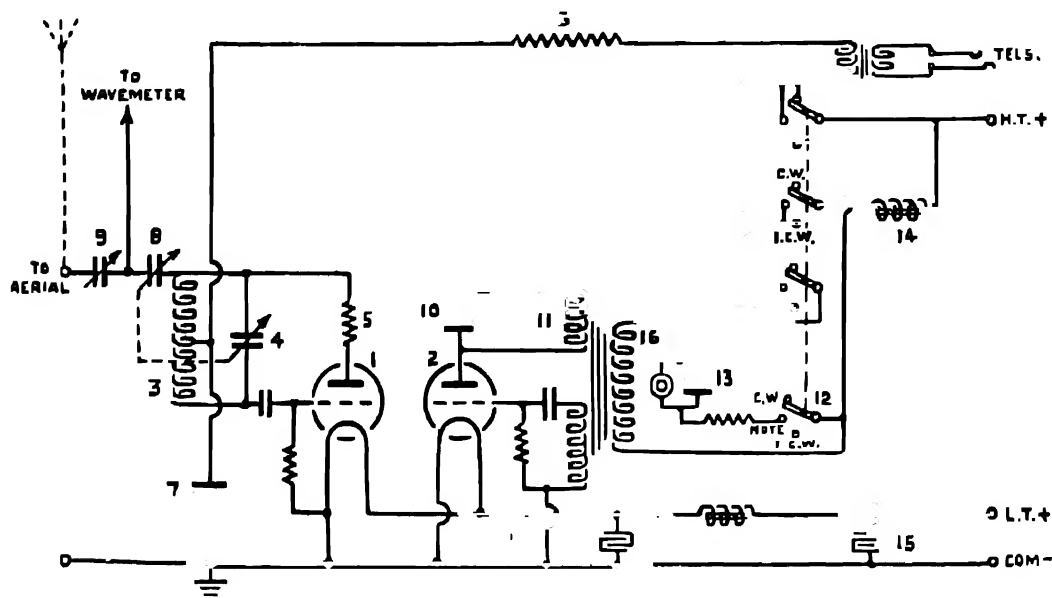 TELS.
TO
WAVEMETER
H.T.+
C.W.
I.C.W.
14
9
8
TO
AERIAL
5
4
10
11
16
1
2
3
13
C.W
12
NOTE
I.C.W.
7
L.T.+
15
COM-